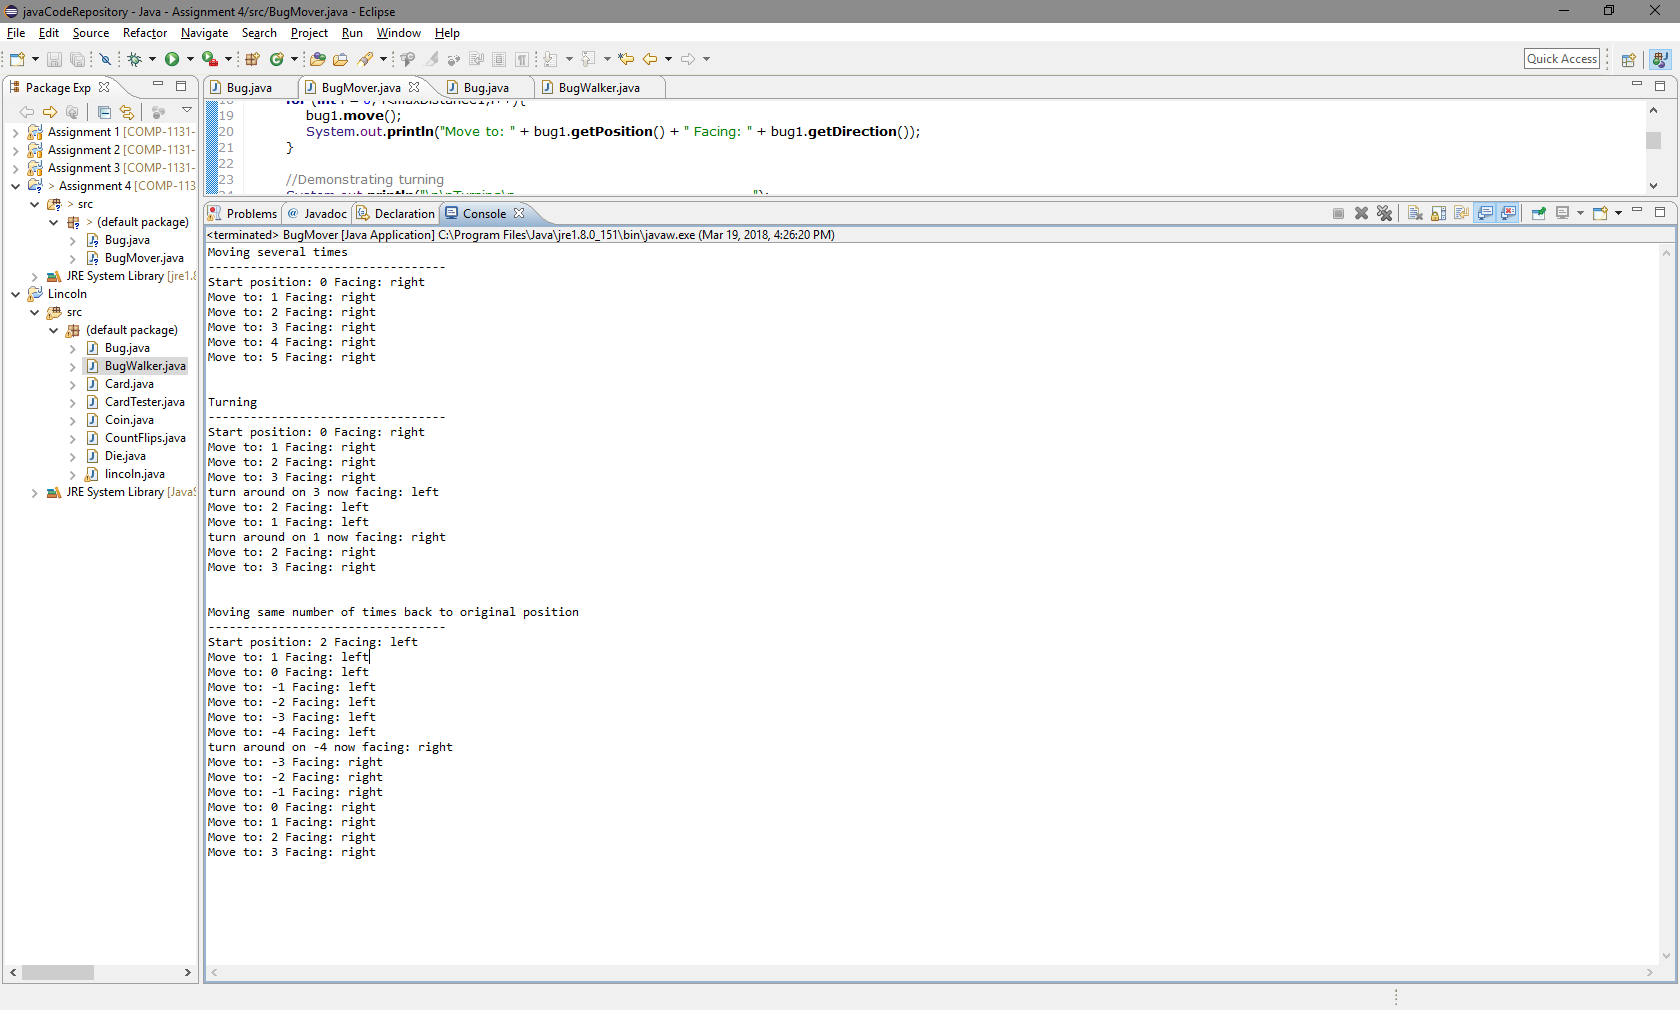 javaCodeRepository - Java - Assignment 4/src/BugMover.java - Eclipse
File Edit Source Refactor Navigate Search Project Run Window Help
Quick Access
Package Exp
Assignment 1 [COMP-1131-
Assignment 2 [COMP-1131-
Assignment 3 [COMP-1131-
> Assignment 4 [COMP-113
> src
> (default package)
Bug.java
BugMover.java
JRE System Library [jre1.8
Lincoln
src
(default package)
Bug.java
BugWalker.java
Card.java
CardTester.java
Coin.java
CountFlips.java
Die.java
lincoln.java
JRE System Library [JavaS
Bug.java BugMover.java Bug.java BugWalker.java
19 bug1.move();
20 System.out.println("Move to: " + bug1.getPosition() + " Facing: " + bug1.getDirection());
21 }
22
23 //Demonstrating turning
Problems @ Javadoc Declaration Console
<terminated> BugMover [Java Application] C:\Program Files\Java\jre1.8.0_151\bin\javaw.exe (Mar 19, 2018, 4:26:20 PM)
Moving several times
----------------------------------
Start position: 0 Facing: right
Move to: 1 Facing: right
Move to: 2 Facing: right
Move to: 3 Facing: right
Move to: 4 Facing: right
Move to: 5 Facing: right
Turning
----------------------------------
Start position: 0 Facing: right
Move to: 1 Facing: right
Move to: 2 Facing: right
Move to: 3 Facing: right
turn around on 3 now facing: left
Move to: 2 Facing: left
Move to: 1 Facing: left
turn around on 1 now facing: right
Move to: 2 Facing: right
Move to: 3 Facing: right
Moving same number of times back to original position
----------------------------------
Start position: 2 Facing: left
Move to: 1 Facing: left
Move to: 0 Facing: left
Move to: -1 Facing: left
Move to: -2 Facing: left
Move to: -3 Facing: left
Move to: -4 Facing: left
turn around on -4 now facing: right
Move to: -3 Facing: right
Move to: -2 Facing: right
Move to: -1 Facing: right
Move to: 0 Facing: right
Move to: 1 Facing: right
Move to: 2 Facing: right
Move to: 3 Facing: right